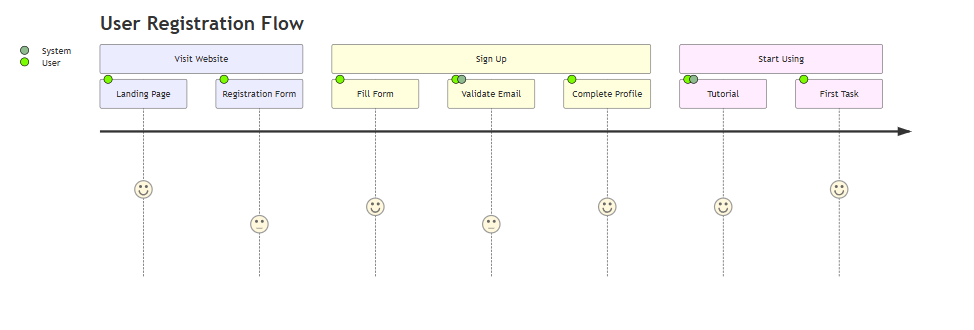 User Registration Flow
System
User
Visit Website
Sign Up
Start Using
Landing Page
Registration Form
Fill Form
Validate Email
Complete Profile
Tutorial
First Task